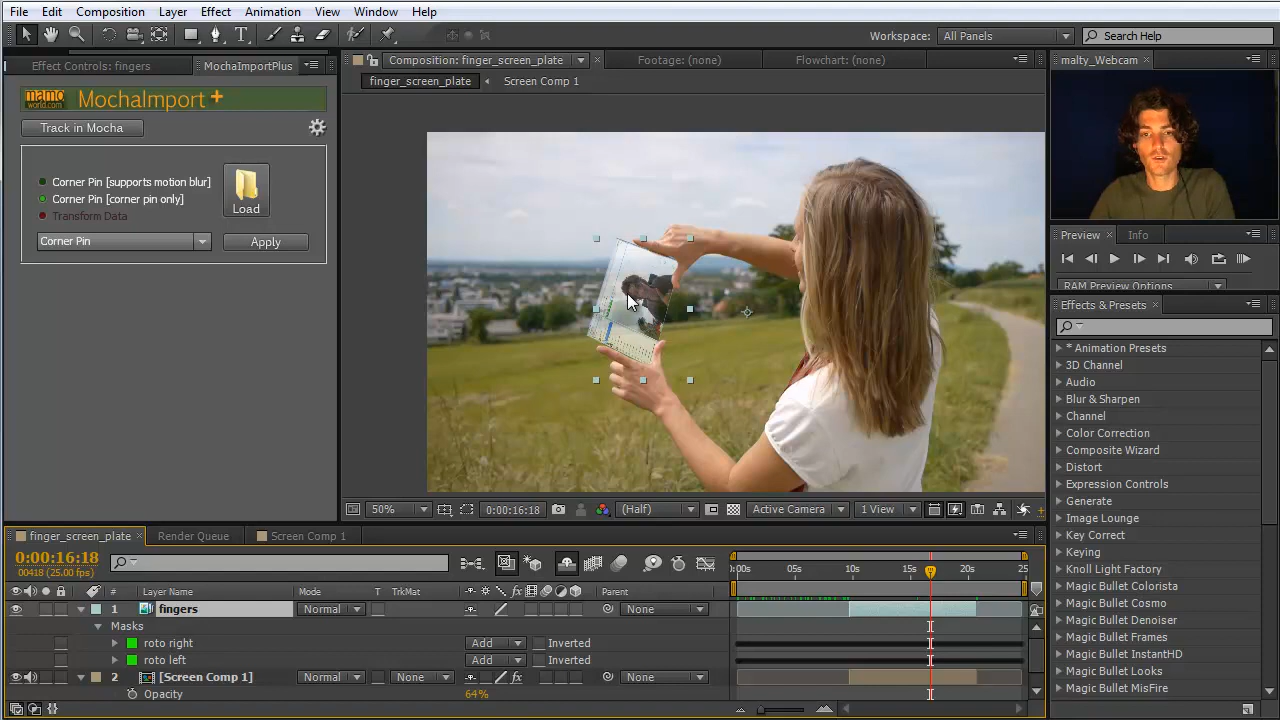 File Edit Composition Layer Effect Animation View Window Help
Workspace: All Panels Search Help
Effect Controls: fingers MochaImportPlus
Composition: finger_screen_plate Footage: (none) Flowchart: (none)
malty_Webcam
finger_screen_plate Screen Comp 1
mamo world.com MochaImport +
Track in Mocha
Corner Pin [supports motion blur]
Corner Pin [corner pin only]
Transform Data
Load
Corner Pin Apply
Preview Info
RAM Preview Options
Effects & Presets
* Animation Presets
3D Channel
Audio
Blur & Sharpen
Channel
Color Correction
Composite Wizard
Distort
Expression Controls
Generate
Image Lounge
Key Correct
Keying
Knoll Light Factory
Magic Bullet Colorista
Magic Bullet Cosmo
Magic Bullet Denoiser
Magic Bullet Frames
Magic Bullet InstantHD
Magic Bullet Looks
Magic Bullet MisFire
50% 0:00:16:18 (Half) Active Camera 1 View
finger_screen_plate Render Queue Screen Comp 1
0:00:16:18
00418 (25.00 fps)
:00s 05s 10s 15s 20s 25
# Layer Name Mode T TrkMat Parent
1 fingers Normal None
Masks
roto right Add Inverted
roto left Add Inverted
2 [Screen Comp 1] Normal None None
Opacity 64%